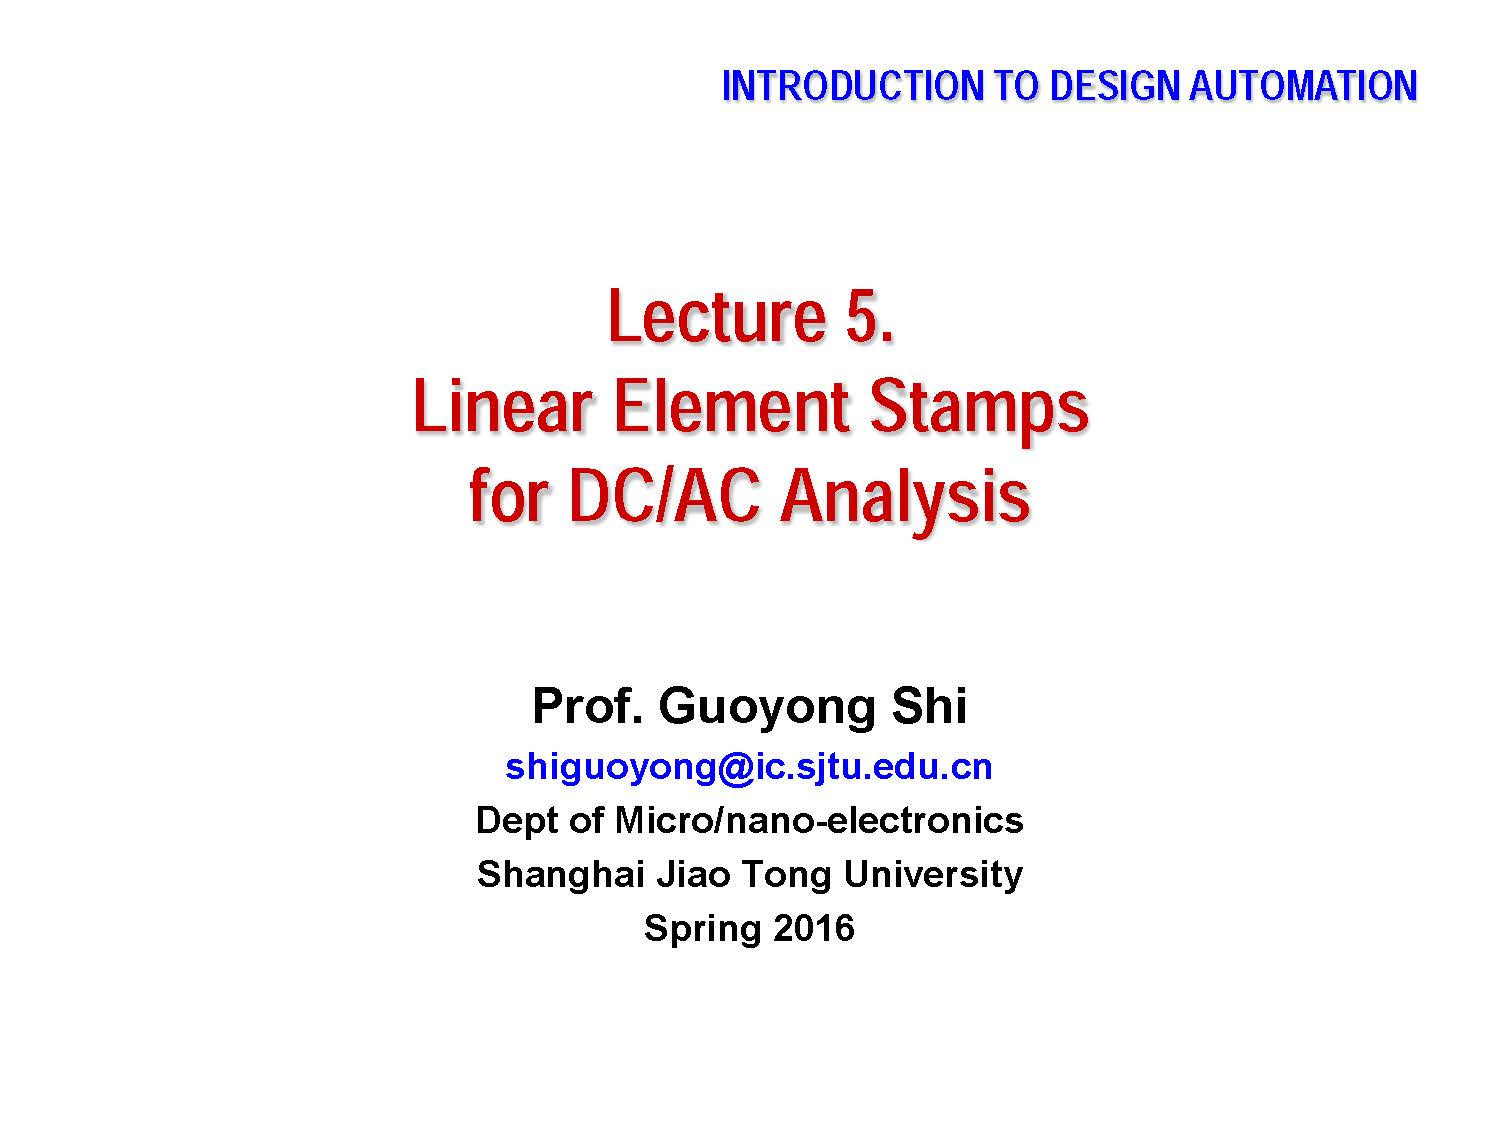 INTRODUCTION TO DESIGN AUTOMATION
Lecture 5.
Linear Element Stamps
for DC/AC Analysis
Prof. Guoyong Shi
shiguoyong@ic.sjtu.edu.cn
Dept of Micro/nano-electronics
Shanghai Jiao Tong University
Spring 2016